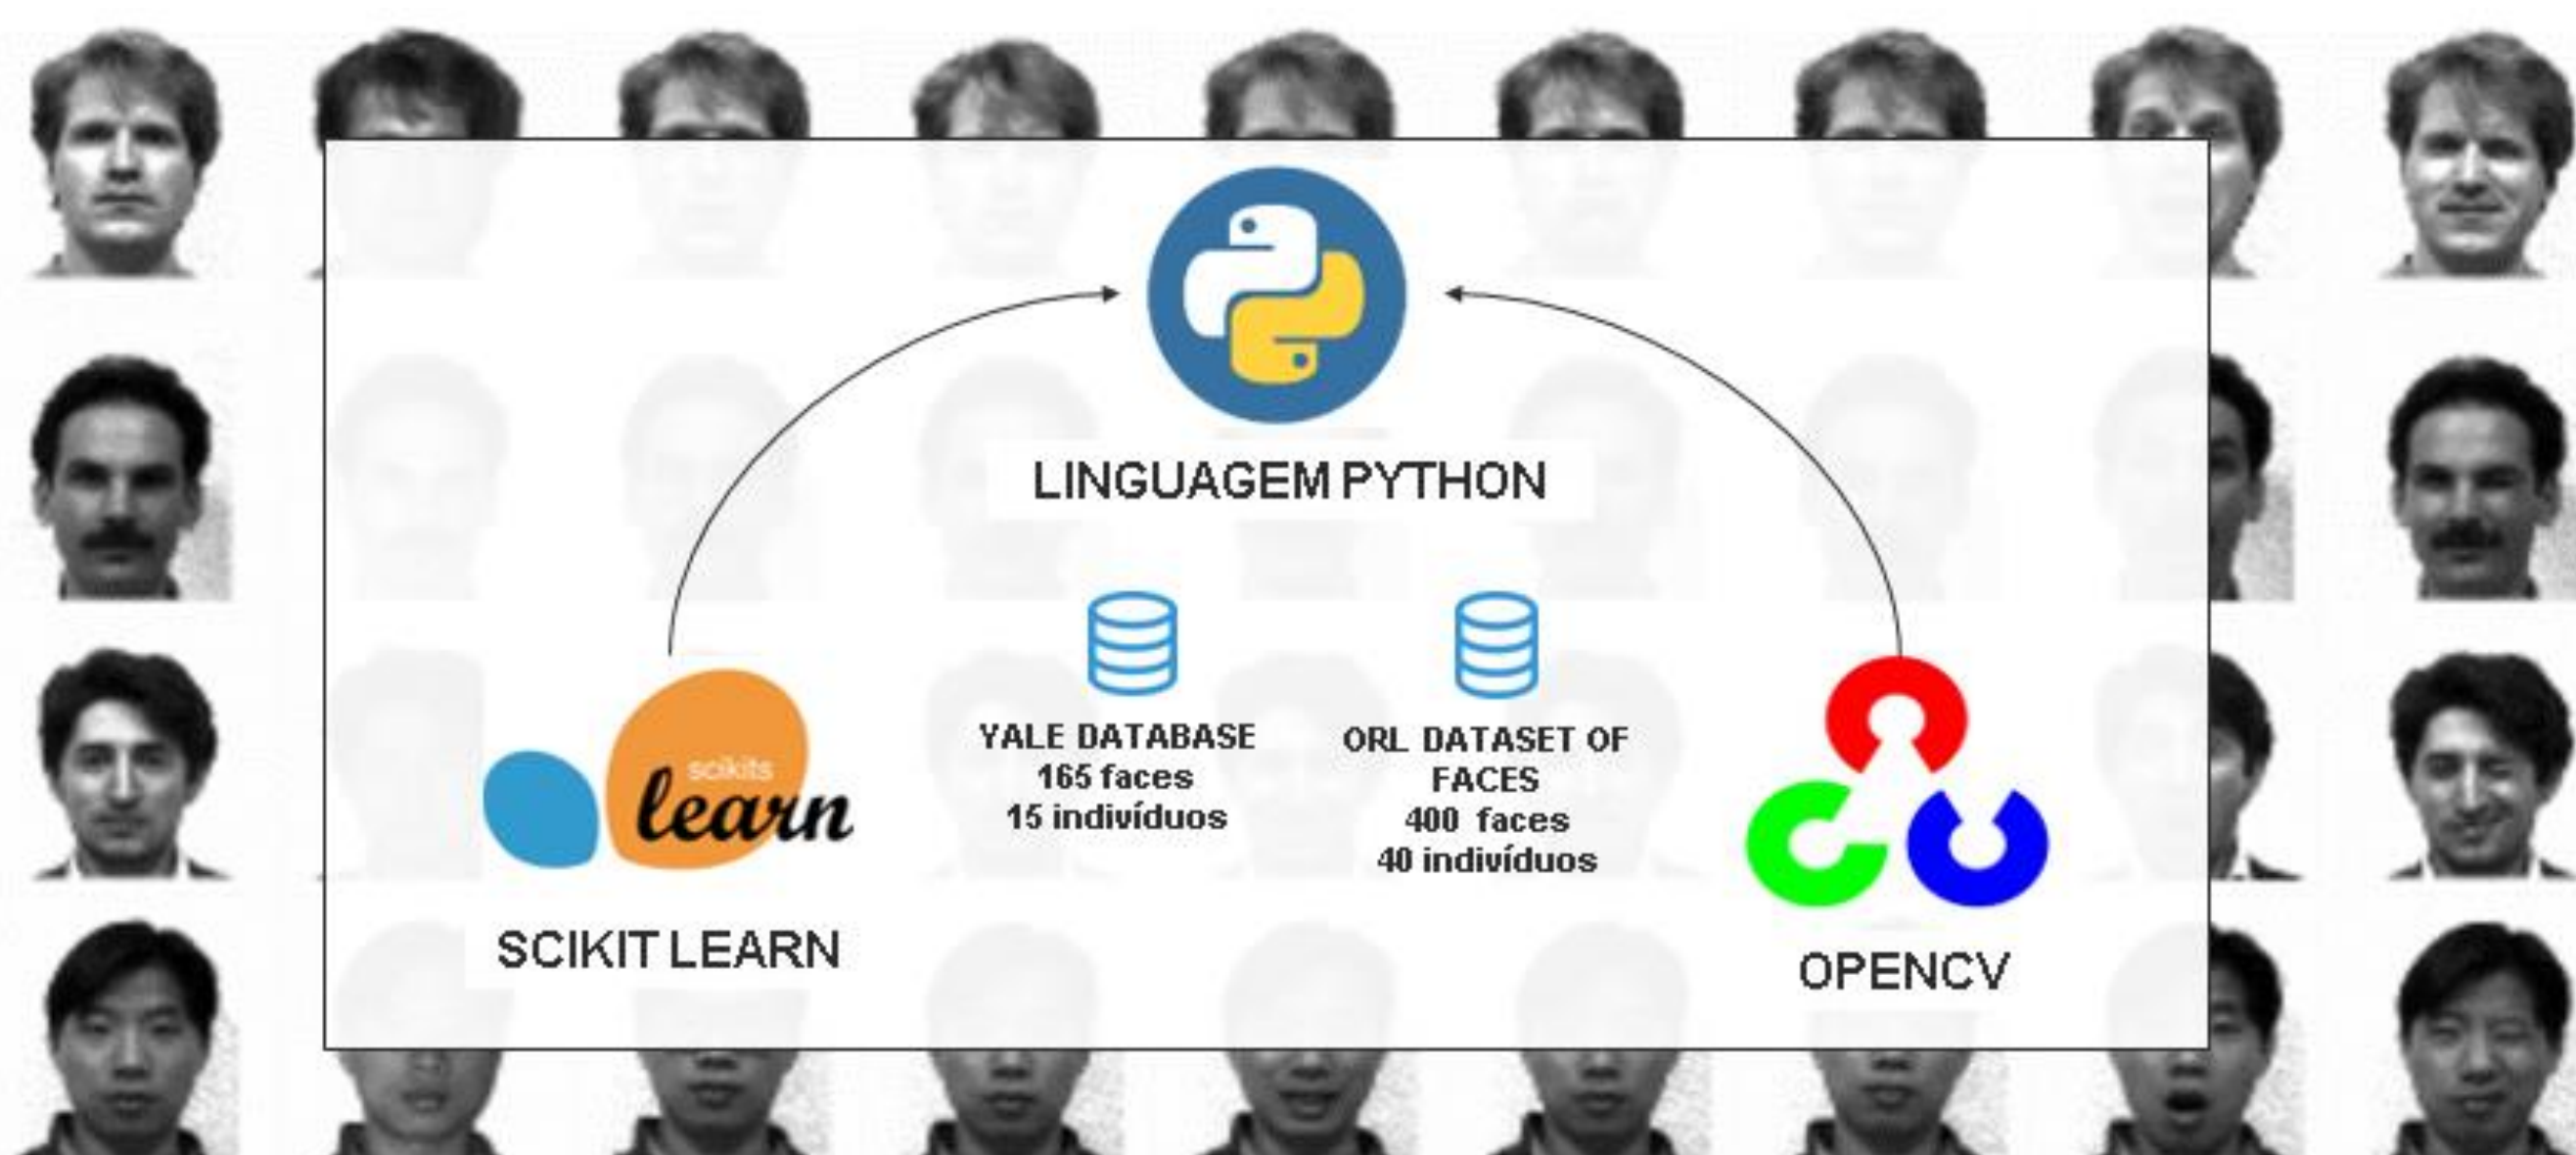 LINGUAGEM PYTHON
YALE DATABASE
165 faces
15 indivíduos
ORL DATASET OF
FACES
400 faces
40 indivíduos
scikits
learn
SCIKIT LEARN
OPENCV